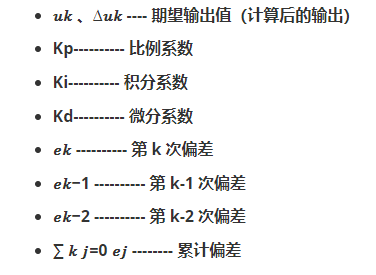 • uk 、∆uk ---- 期望输出值（计算后的输出）
• Kp---------- 比例系数
• Ki---------- 积分系数
• Kd---------- 微分系数
• ek ---------- 第 k 次偏差
• ek−1 ---------- 第 k-1 次偏差
• ek−2 ---------- 第 k-2 次偏差
• ∑ k j=0 ej -------- 累计偏差